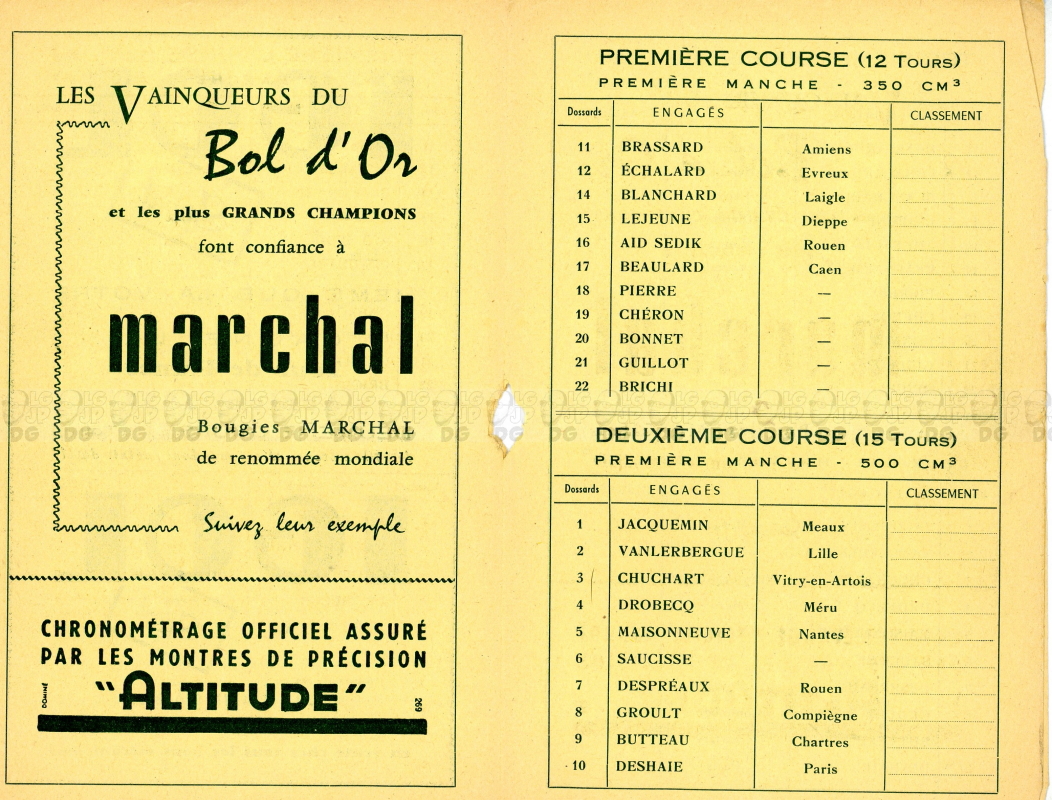 LES VAINQUEURS DU
Bol d'Or
et les plus GRANDS CHAMPIONS
font confiance à
marchal
Bougies MARCHAL
de renommée mondiale
Suivez leur exemple
CHRONOMÉTRAGE OFFICIEL ASSURÉ
PAR LES MONTRES DE PRÉCISION
"ALTITUDE"
DOMINÉ
269
PREMIÈRE COURSE (12 TOURS)
PREMIÈRE MANCHE - 350 CM³
Dossards ENGAGÉS CLASSEMENT
11 BRASSARD Amiens
12 ÉCHALARD Evreux
14 BLANCHARD Laigle
15 LEJEUNE Dieppe
16 AID SEDIK Rouen
17 BEAULARD Caen
18 PIERRE —
19 CHÉRON —
20 BONNET —
21 GUILLOT —
22 BRICHI —
DEUXIÈME COURSE (15 TOURS)
PREMIÈRE MANCHE - 500 CM³
Dossards ENGAGÉS CLASSEMENT
1 JACQUEMIN Meaux
2 VANLERBERGUE Lille
3 CHUCHART Vitry-en-Artois
4 DROBECQ Méru
5 MAISONNEUVE Nantes
6 SAUCISSE —
7 DESPRÉAUX Rouen
8 GROULT Compiègne
9 BUTTEAU Chartres
10 DESHAIE Paris